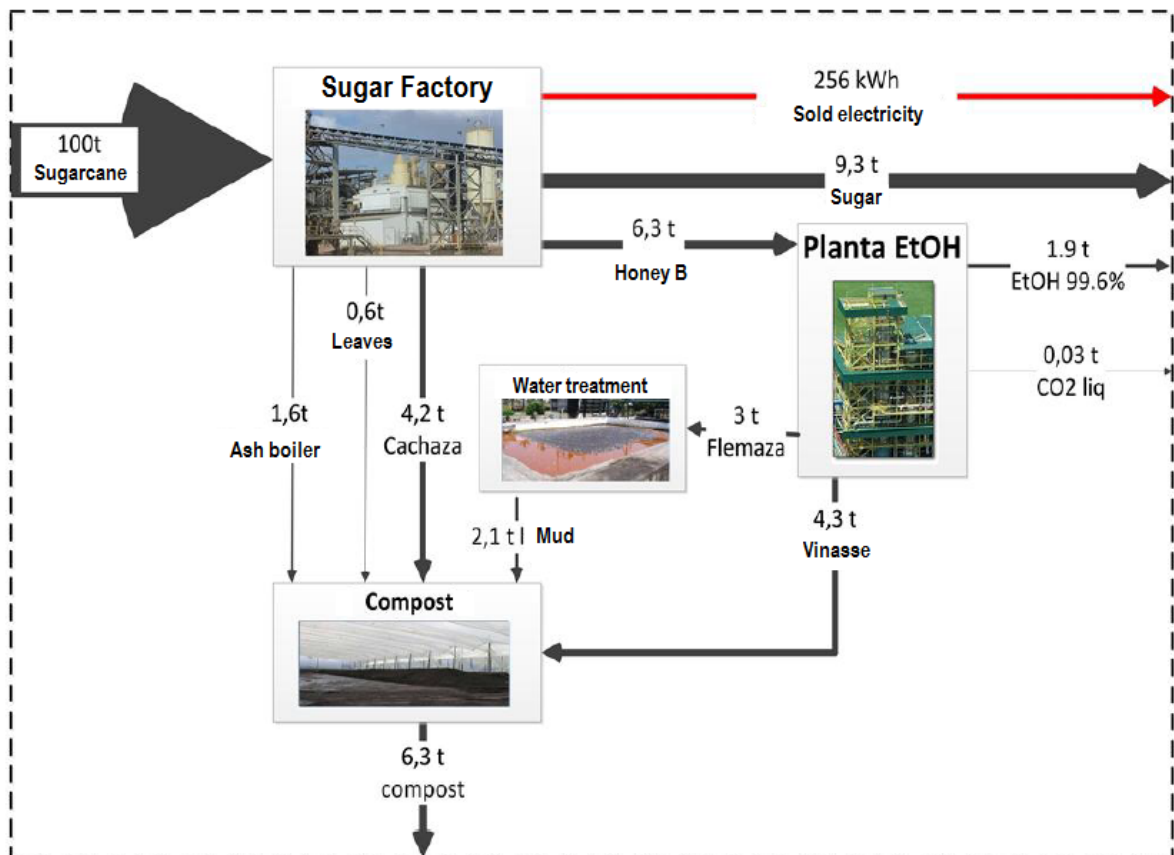 Sugar Factory
256 kWh
Sold electricity
100t
Sugarcane
9,3 t
Sugar
6,3 t
Honey B
Planta EtOH
1.9 t
EtOH 99.6%
0,03 t
CO2 liq
0,6t
Leaves
1,6t
Ash boiler
4,2 t
Cachaza
Water treatment
3 t
Flemaza
2,1 t
Mud
4,3 t
Vinasse
Compost
6,3 t
compost